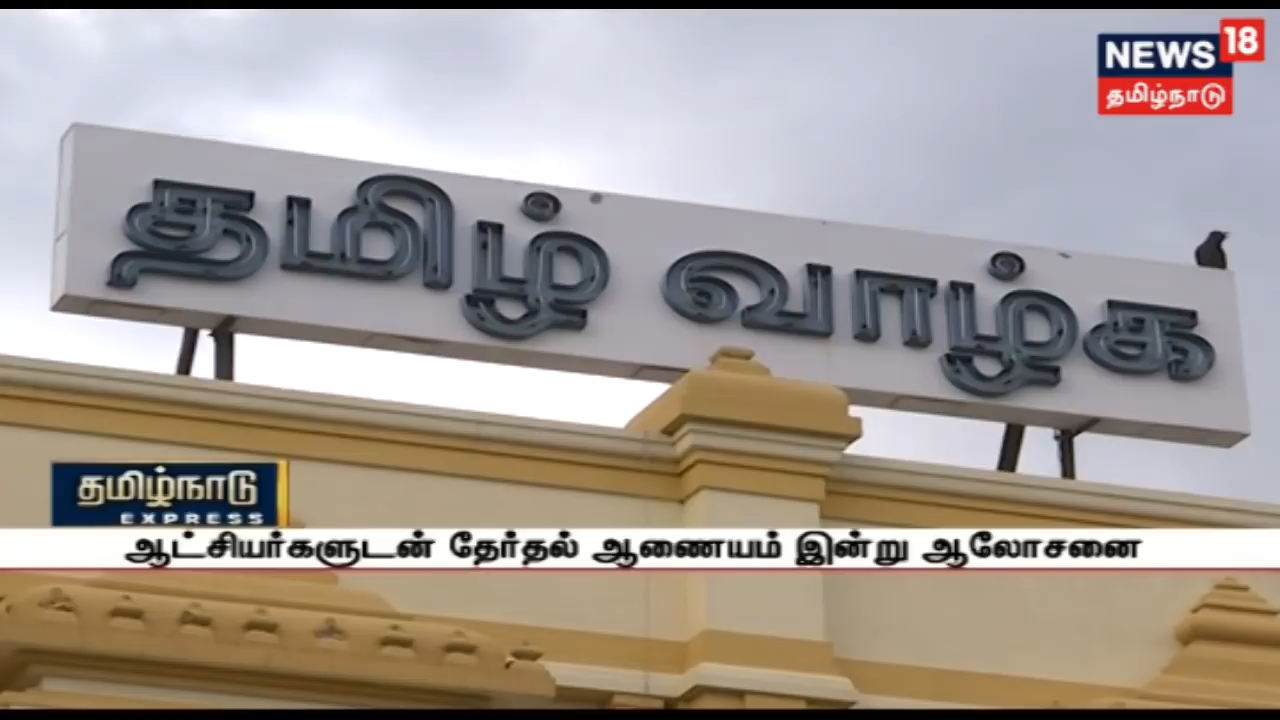 NEWS 18
தமிழ்நாடு
தமிழ் வாழ்க
தமிழ்நாடு
EXPRESS
ஆட்சியர்களுடன் தேர்தல் ஆணையம் இன்று ஆலோசனை